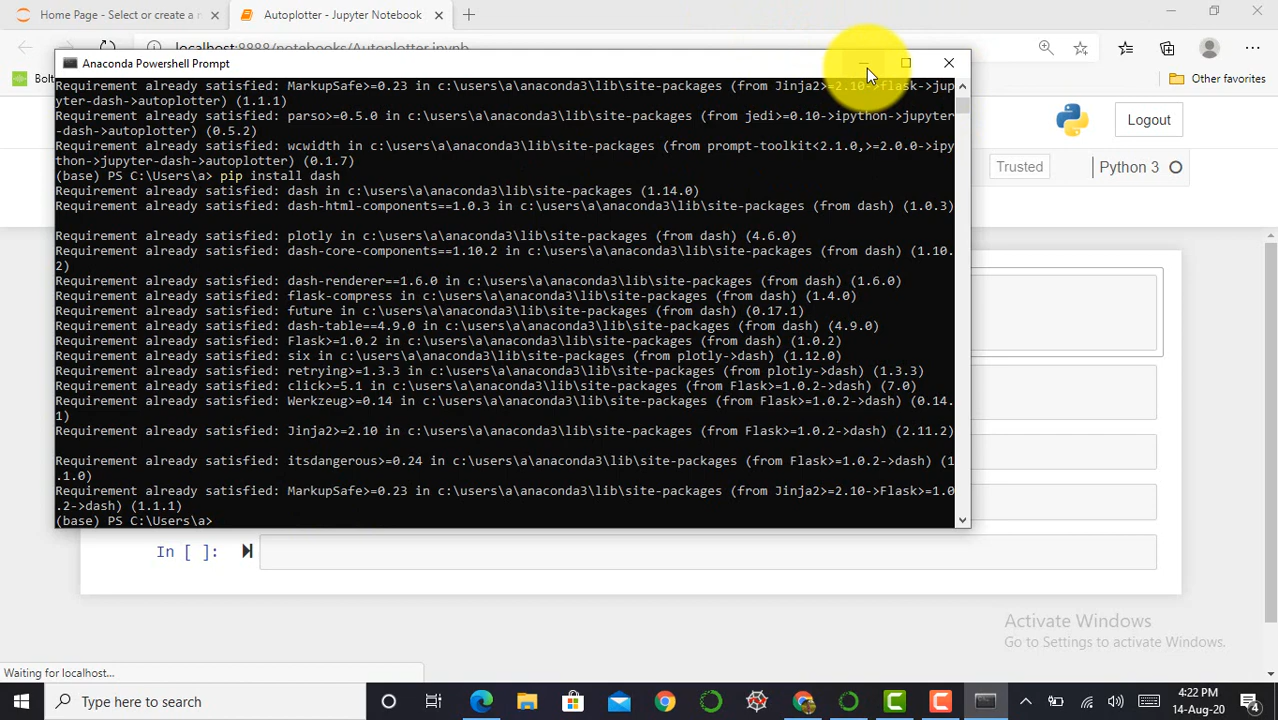 Home Page - Select or create a n
Autoplotter - Jupyter Notebook
localhost:8888/notebooks/Autoplotter.ipynb
Bolt
Other favorites
Anaconda Powershell Prompt
Requirement already satisfied: MarkupSafe>=0.23 in c:\users\a\anaconda3\lib\site-packages (from Jinja2>=2.10->flask->jup
yter-dash->autoplotter) (1.1.1)
Requirement already satisfied: parso>=0.5.0 in c:\users\a\anaconda3\lib\site-packages (from jedi>=0.10->ipython->jupyter
-dash->autoplotter) (0.5.2)
Requirement already satisfied: wcwidth in c:\users\a\anaconda3\lib\site-packages (from prompt-toolkit<2.1.0,>=2.0.0->ipy
thon->jupyter-dash->autoplotter) (0.1.7)
(base) PS C:\Users\a> pip install dash
Requirement already satisfied: dash in c:\users\a\anaconda3\lib\site-packages (1.14.0)
Requirement already satisfied: dash-html-components==1.0.3 in c:\users\a\anaconda3\lib\site-packages (from dash) (1.0.3)
Requirement already satisfied: plotly in c:\users\a\anaconda3\lib\site-packages (from dash) (4.6.0)
Requirement already satisfied: dash-core-components==1.10.2 in c:\users\a\anaconda3\lib\site-packages (from dash) (1.10.
2)
Requirement already satisfied: dash-renderer==1.6.0 in c:\users\a\anaconda3\lib\site-packages (from dash) (1.6.0)
Requirement already satisfied: flask-compress in c:\users\a\anaconda3\lib\site-packages (from dash) (1.4.0)
Requirement already satisfied: future in c:\users\a\anaconda3\lib\site-packages (from dash) (0.17.1)
Requirement already satisfied: dash-table==4.9.0 in c:\users\a\anaconda3\lib\site-packages (from dash) (4.9.0)
Requirement already satisfied: Flask>=1.0.2 in c:\users\a\anaconda3\lib\site-packages (from dash) (1.0.2)
Requirement already satisfied: six in c:\users\a\anaconda3\lib\site-packages (from plotly->dash) (1.12.0)
Requirement already satisfied: retrying>=1.3.3 in c:\users\a\anaconda3\lib\site-packages (from plotly->dash) (1.3.3)
Requirement already satisfied: click>=5.1 in c:\users\a\anaconda3\lib\site-packages (from Flask>=1.0.2->dash) (7.0)
Requirement already satisfied: Werkzeug>=0.14 in c:\users\a\anaconda3\lib\site-packages (from Flask>=1.0.2->dash) (0.14.
1)
Requirement already satisfied: Jinja2>=2.10 in c:\users\a\anaconda3\lib\site-packages (from Flask>=1.0.2->dash) (2.11.2)
Requirement already satisfied: itsdangerous>=0.24 in c:\users\a\anaconda3\lib\site-packages (from Flask>=1.0.2->dash) (1
.1.0)
Requirement already satisfied: MarkupSafe>=0.23 in c:\users\a\anaconda3\lib\site-packages (from Jinja2>=2.10->Flask>=1.0
.2->dash) (1.1.1)
(base) PS C:\Users\a>
Logout
Trusted
Python 3
In [ ]:
Activate Windows
Go to Settings to activate Windows.
Waiting for localhost...
Type here to search
4:22 PM
14-Aug-20
4